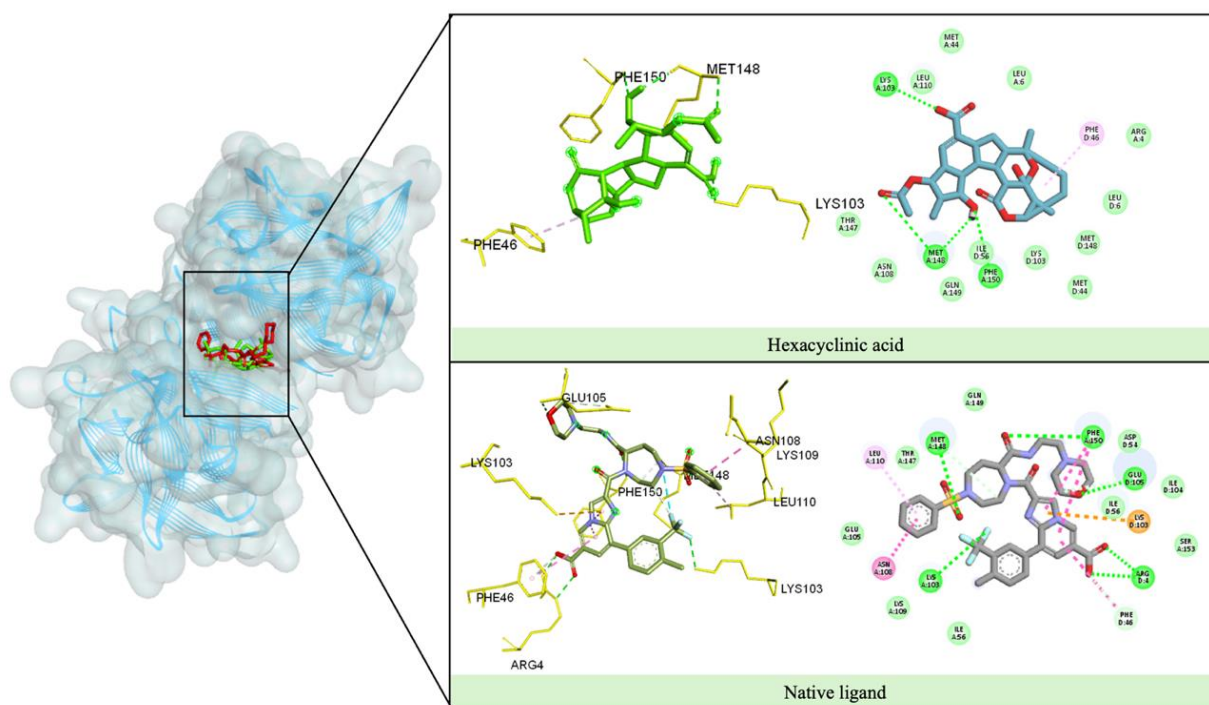 PHE150
MET148
LYS103
PHE46
MET
A:44
LYS
A:103
LEU
A:110
LEU
A:6
PHE
D:46
ARG
A:4
THR
A:147
LEU
D:6
ASN
A:108
MET
A:148
ILE
D:56
PHE
A:150
GLN
A:149
LYS
D:103
MET
D:148
MET
D:44
Hexacyclinic acid
GLU105
LYS103
ASN108
LYS109
PHE150
LEU110
PHE46
LYS103
ARG4
GLN
A:149
MET
A:148
PHE
A:150
ASP
D:54
LEU
A:110
THR
A:147
GLU
D:105
ILE
D:104
ILE
D:56
LYS
D:103
GLU
A:105
SER
A:153
ASN
A:108
LYS
A:103
ARG
D:4
LYS
A:109
ILE
A:56
PHE
D:46
Native ligand